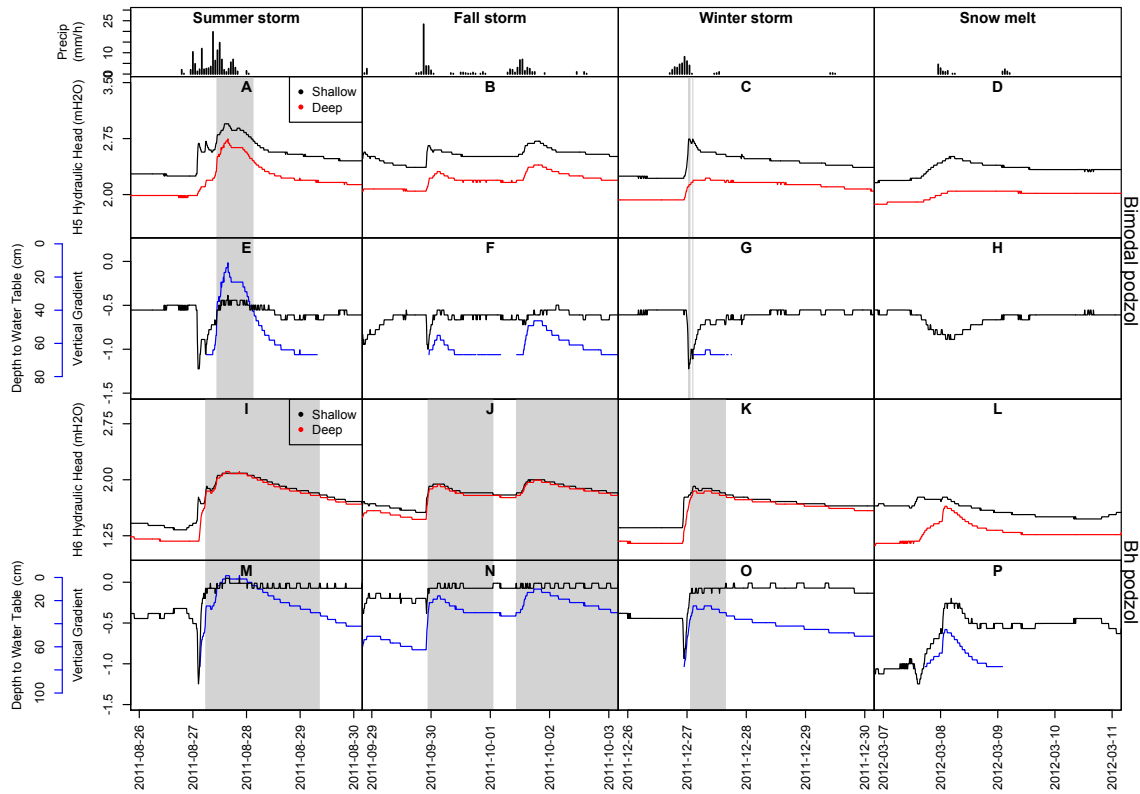 Summer storm
Fall storm
Winter storm
Snow melt
Precip
(mm/h)
25
10
5
0
A
B
C
D
Shallow
Deep
H5 Hydraulic Head (mH2O)
3.50
2.75
2.00
E
F
G
H
Depth to Water Table (cm)
0
20
40
60
80
Vertical Gradient
0.0
-0.5
-1.0
-1.5
Bimodal podzol
I
J
K
L
Shallow
Deep
H6 Hydraulic Head (mH2O)
2.75
2.00
1.25
M
N
O
P
Depth to Water Table (cm)
0
20
60
100
Vertical Gradient
0.0
-0.5
-1.0
-1.5
Bh podzol
2011-08-26
2011-08-27
2011-08-28
2011-08-29
2011-08-30
2011-09-29
2011-09-30
2011-10-01
2011-10-02
2011-10-03
2011-12-26
2011-12-27
2011-12-28
2011-12-29
2011-12-30
2012-03-07
2012-03-08
2012-03-09
2012-03-10
2012-03-11